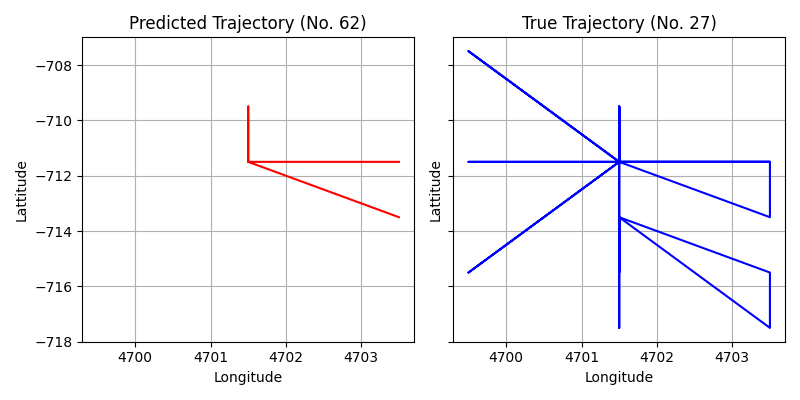 Predicted Trajectory (No. 62)
True Trajectory (No. 27)
−708
−710
−712
−714
−716
−718
Lattitude
Lattitude
4700 4701 4702 4703
4700 4701 4702 4703
Longitude
Longitude